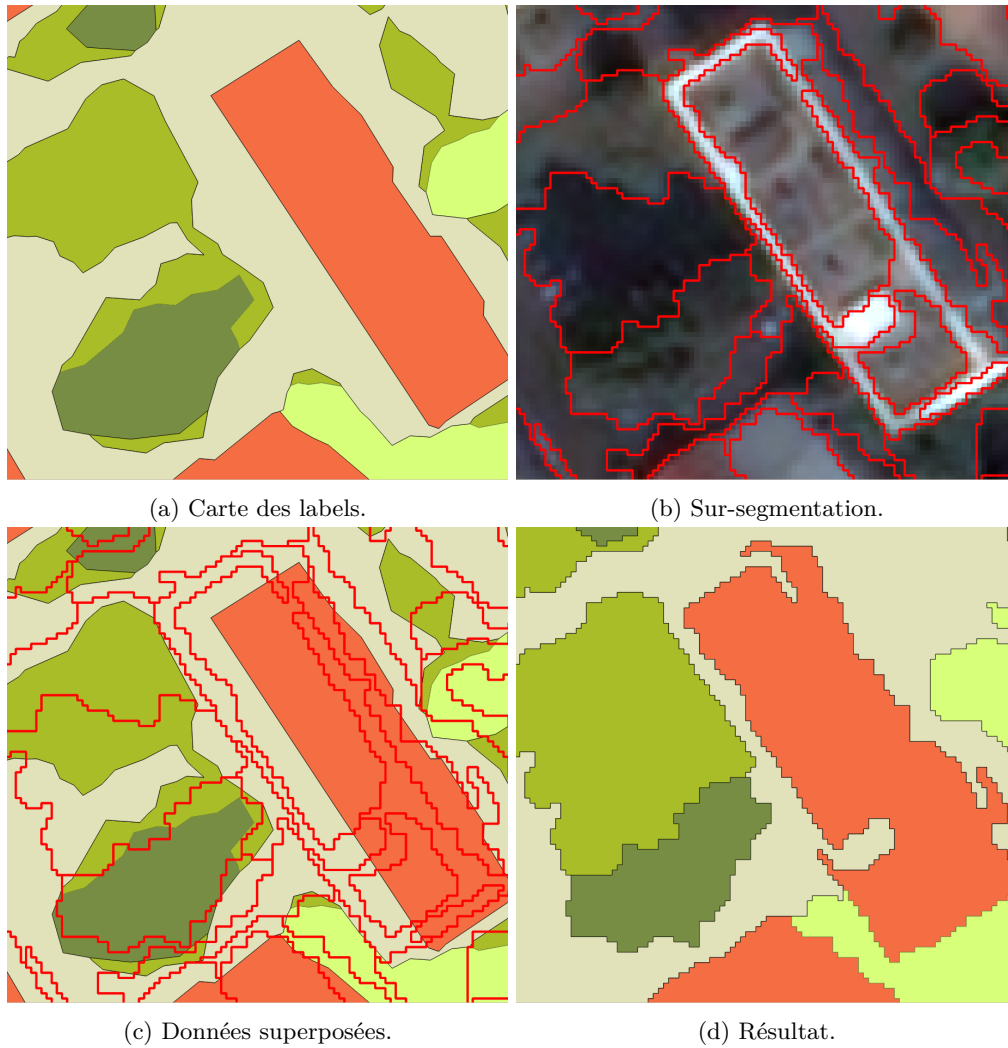 (a) Carte des labels.
(b) Sur-segmentation.
(c) Données superposées.
(d) Résultat.